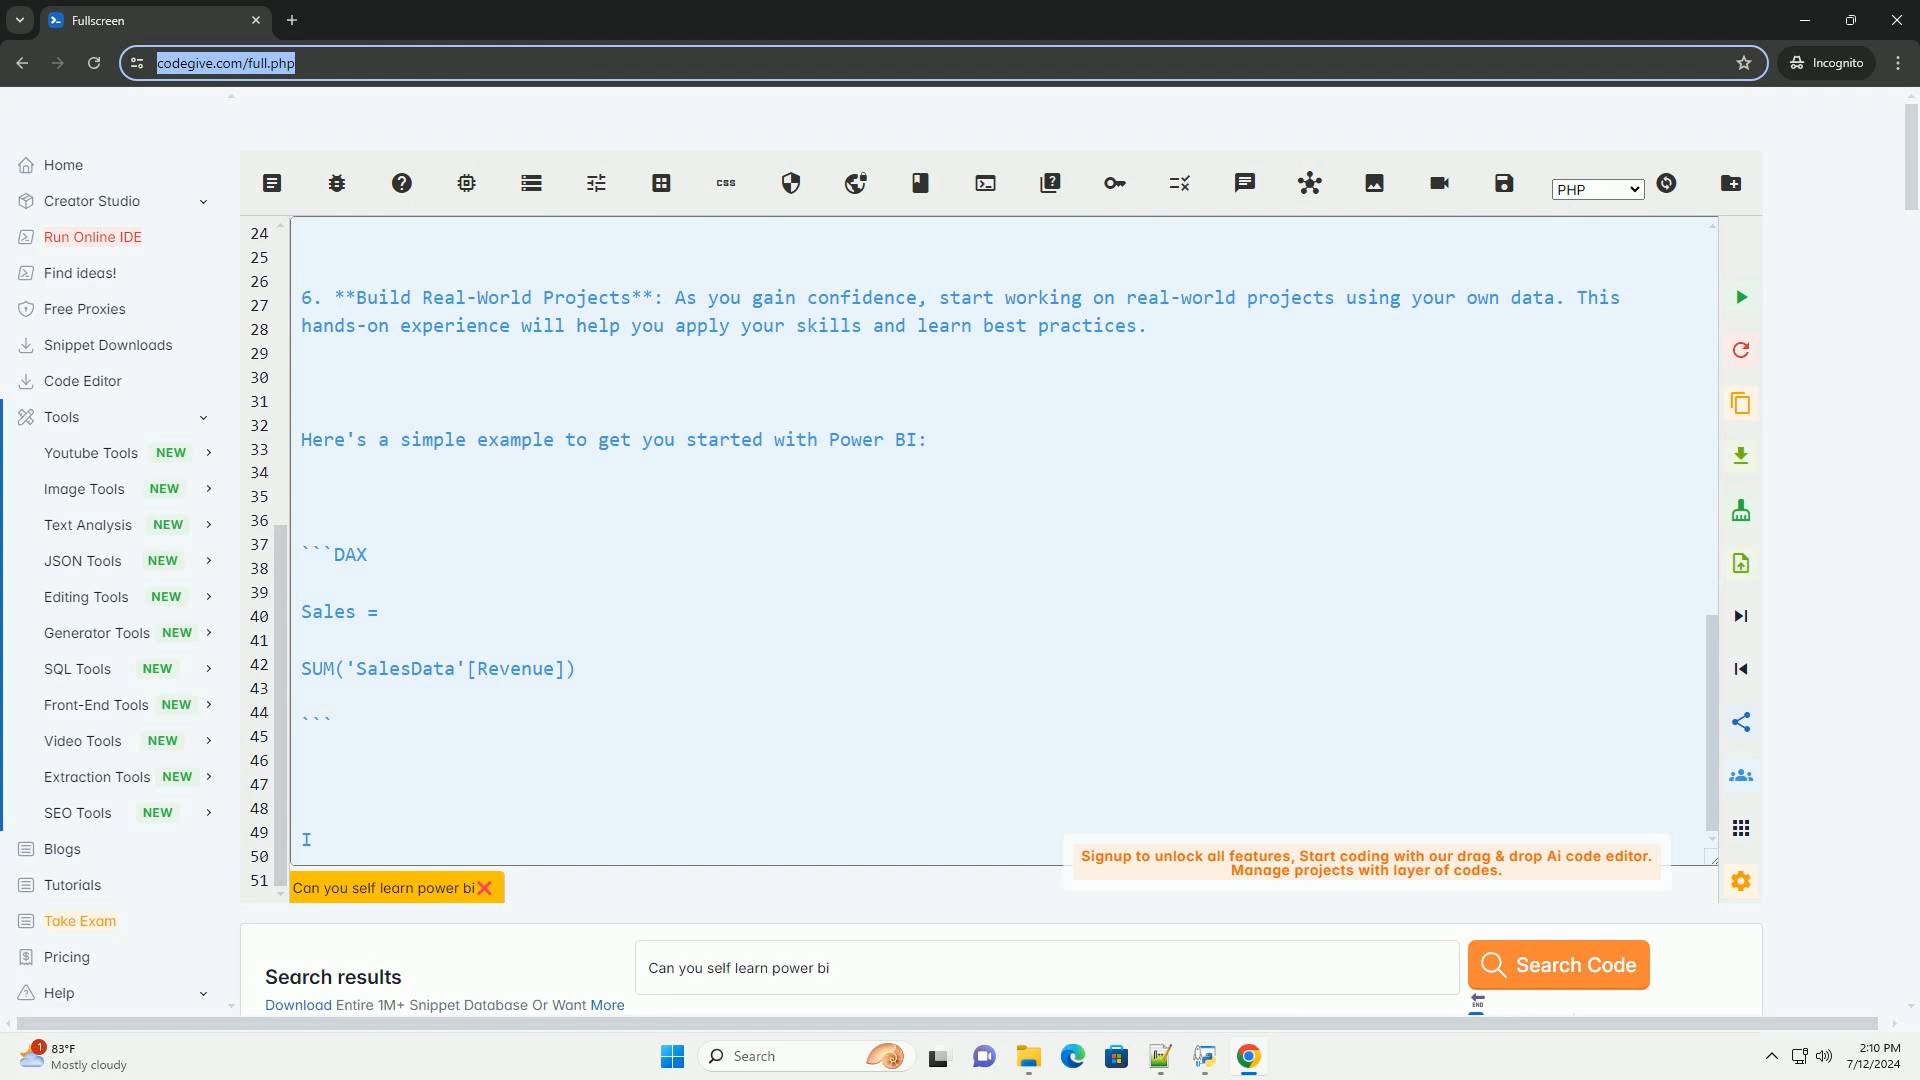 Fullscreen
codegive.com/full.php
Incognito
Home
Creator Studio
Run Online IDE
Find ideas!
Free Proxies
Snippet Downloads
Code Editor
Tools
Youtube Tools NEW
Image Tools NEW
Text Analysis NEW
JSON Tools NEW
Editing Tools NEW
Generator Tools NEW
SQL Tools NEW
Front-End Tools NEW
Video Tools NEW
Extraction Tools NEW
SEO Tools NEW
Blogs
Tutorials
Take Exam
Pricing
Help
css
PHP
24
25
26
27
28
29
30
31
32
33
34
35
36
37
38
39
40
41
42
43
44
45
46
47
48
49
50
51
6. **Build Real-World Projects**: As you gain confidence, start working on real-world projects using your own data. This
hands-on experience will help you apply your skills and learn best practices.
Here's a simple example to get you started with Power BI:
```DAX
Sales =
SUM('SalesData'[Revenue])
```
I
Signup to unlock all features, Start coding with our drag & drop Ai code editor.
Manage projects with layer of codes.
Can you self learn power bi
Search results
Download Entire 1M+ Snippet Database Or Want More
Can you self learn power bi
Search Code
END
1
83°F
Mostly cloudy
Search
2:10 PM
7/12/2024